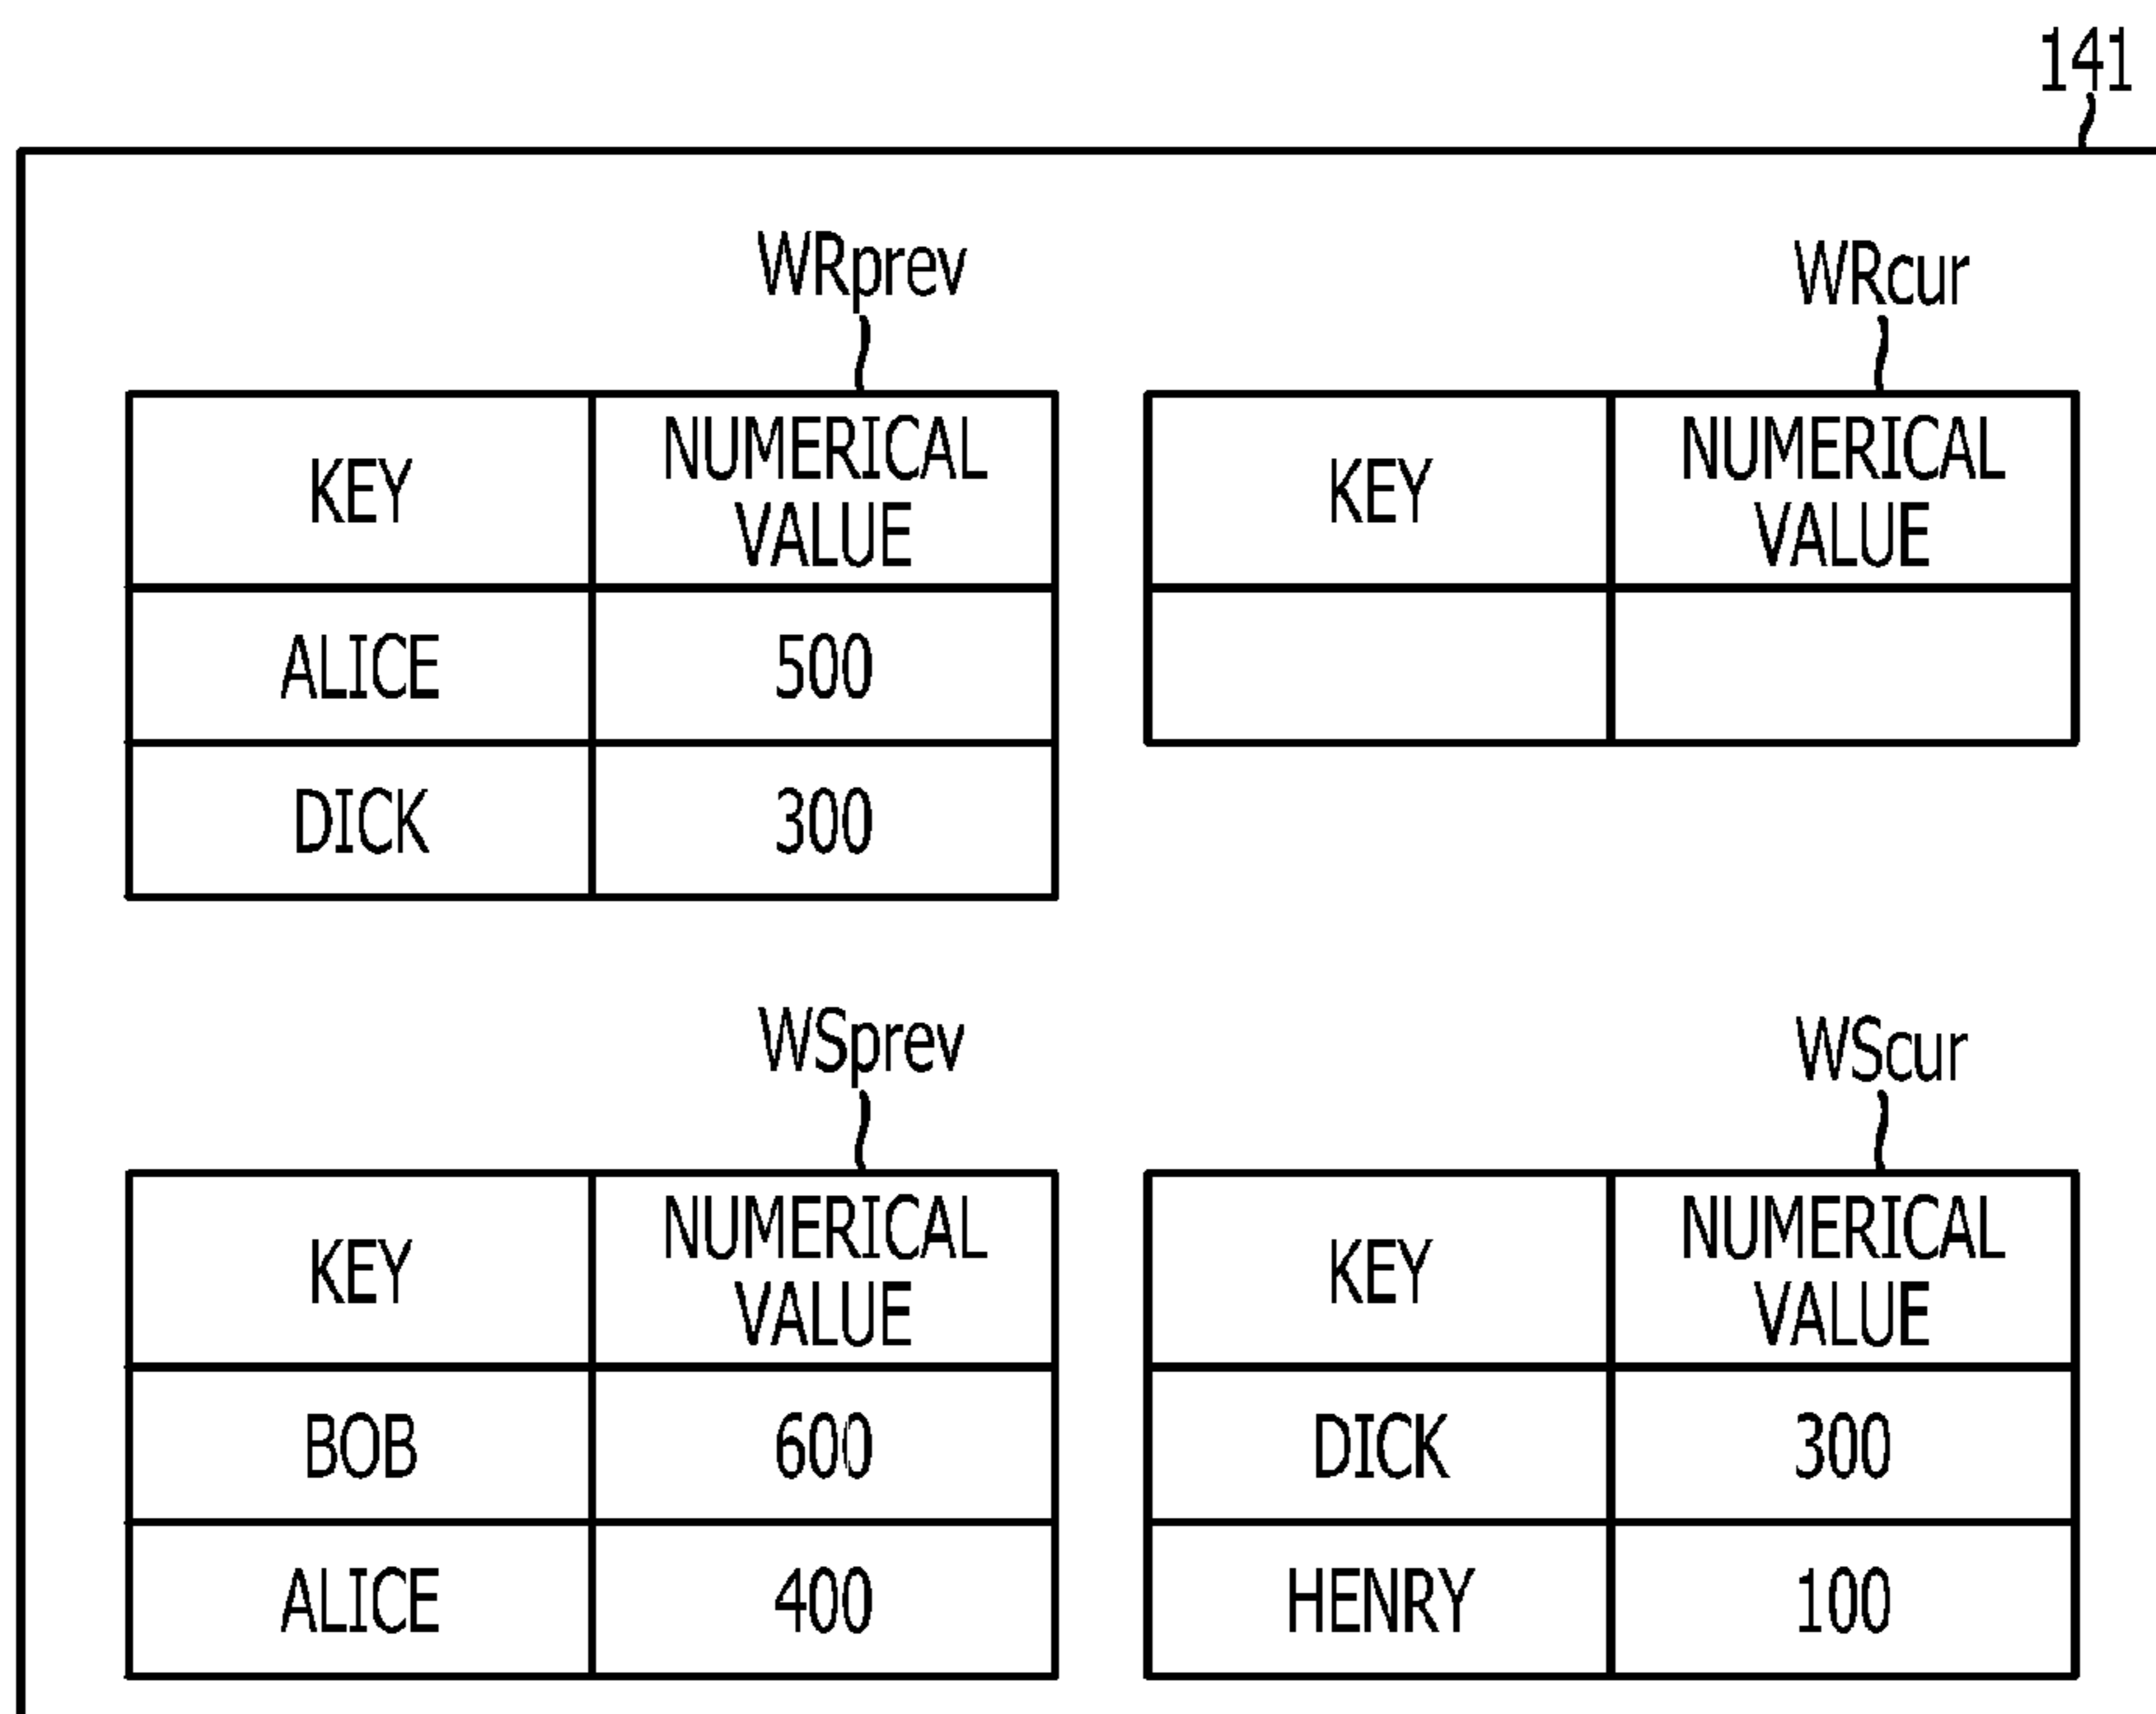 141
WRprev
WRcur
KEY
NUMERICAL
VALUE
KEY
NUMERICAL
VALUE
ALICE
500
DICK
300
WSprev
WScur
KEY
NUMERICAL
VALUE
KEY
NUMERICAL
VALUE
BOB
600
DICK
300
ALICE
400
HENRY
100